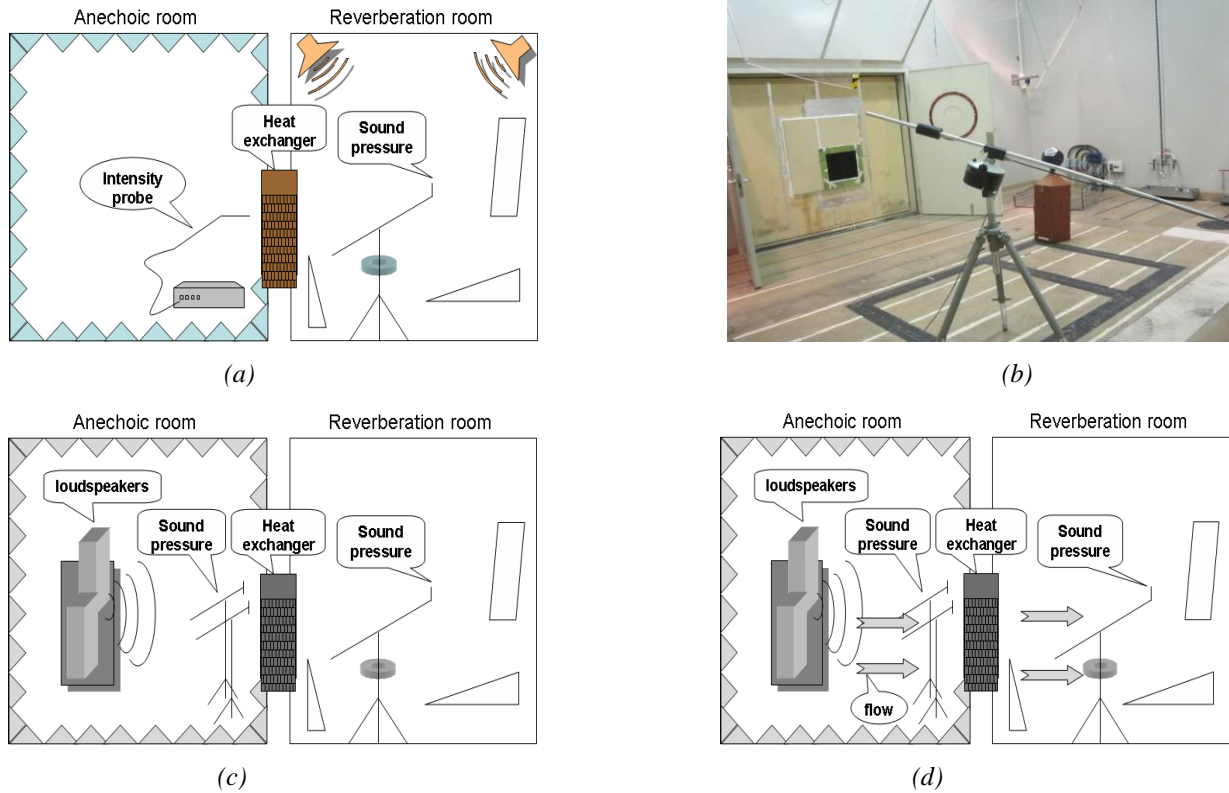 Anechoic room
Reverberation room
Heat
exchanger
Sound
pressure
Intensity
probe
(a)
(b)
Anechoic room
Reverberation room
loudspeakers
Sound
pressure
Heat
exchanger
Sound
pressure
(c)
Anechoic room
Reverberation room
loudspeakers
Sound
pressure
Heat
exchanger
Sound
pressure
flow
(d)